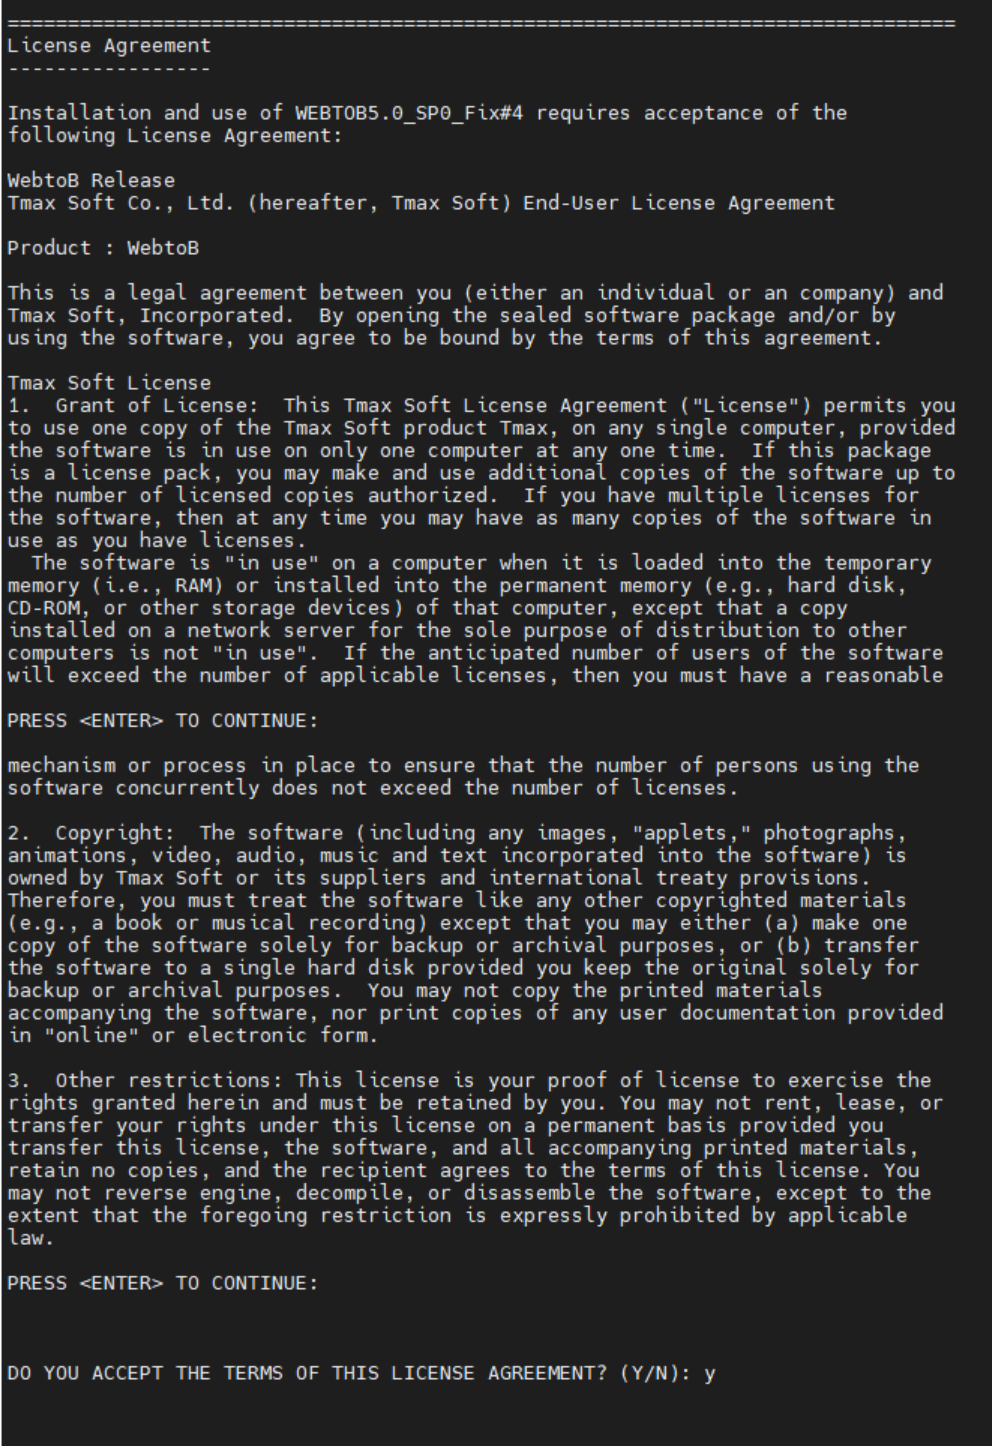 ===============================================================================
License Agreement
-----------------
Installation and use of WEBTOB5.0_SP0_Fix#4 requires acceptance of the
following License Agreement:
WebtoB Release
Tmax Soft Co., Ltd. (hereafter, Tmax Soft) End-User License Agreement
Product : WebtoB
This is a legal agreement between you (either an individual or an company) and
Tmax Soft, Incorporated.  By opening the sealed software package and/or by
using the software, you agree to be bound by the terms of this agreement.
Tmax Soft License
1.  Grant of License:  This Tmax Soft License Agreement ("License") permits you
to use one copy of the Tmax Soft product Tmax, on any single computer, provided
the software is in use on only one computer at any one time.  If this package
is a license pack, you may make and use additional copies of the software up to
the number of licensed copies authorized.  If you have multiple licenses for
the software, then at any time you may have as many copies of the software in
use as you have licenses.
  The software is "in use" on a computer when it is loaded into the temporary
memory (i.e., RAM) or installed into the permanent memory (e.g., hard disk,
CD-ROM, or other storage devices) of that computer, except that a copy
installed on a network server for the sole purpose of distribution to other
computers is not "in use".  If the anticipated number of users of the software
will exceed the number of applicable licenses, then you must have a reasonable
PRESS <ENTER> TO CONTINUE:
mechanism or process in place to ensure that the number of persons using the
software concurrently does not exceed the number of licenses.
2.  Copyright:  The software (including any images, "applets," photographs,
animations, video, audio, music and text incorporated into the software) is
owned by Tmax Soft or its suppliers and international treaty provisions.
Therefore, you must treat the software like any other copyrighted materials
(e.g., a book or musical recording) except that you may either (a) make one
copy of the software solely for backup or archival purposes, or (b) transfer
the software to a single hard disk provided you keep the original solely for
backup or archival purposes.  You may not copy the printed materials
accompanying the software, nor print copies of any user documentation provided
in "online" or electronic form.
3.  Other restrictions: This license is your proof of license to exercise the
rights granted herein and must be retained by you. You may not rent, lease, or
transfer your rights under this license on a permanent basis provided you
transfer this license, the software, and all accompanying printed materials,
retain no copies, and the recipient agrees to the terms of this license. You
may not reverse engine, decompile, or disassemble the software, except to the
extent that the foregoing restriction is expressly prohibited by applicable
law.
PRESS <ENTER> TO CONTINUE:
DO YOU ACCEPT THE TERMS OF THIS LICENSE AGREEMENT? (Y/N): y